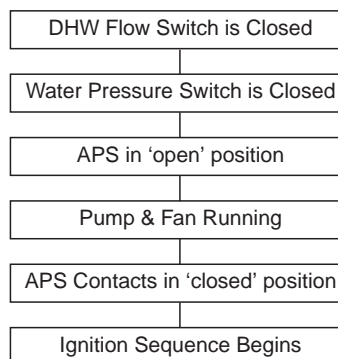 DHW Flow Switch is Closed
Water Pressure Switch is Closed
APS in ‘open’ position
Pump & Fan Running
APS Contacts in ‘closed’ position
Ignition Sequence Begins